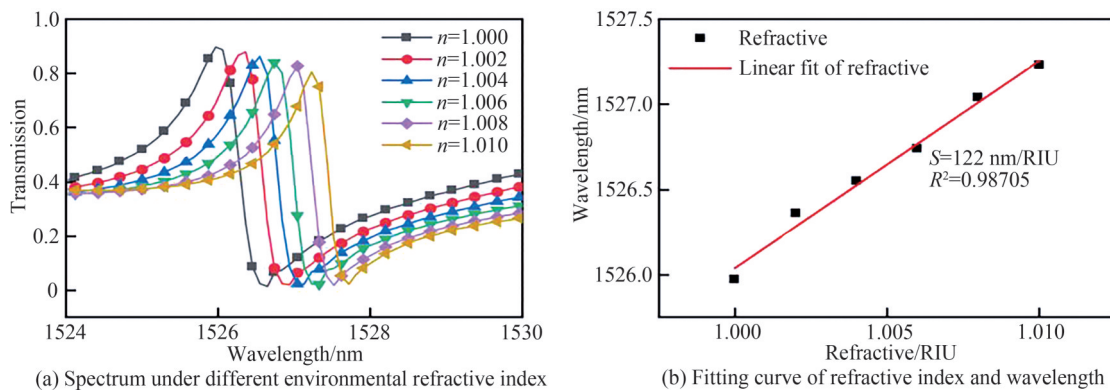 1.0
0.8
0.6
0.4
0.2
0
Transmission
n=1.000
n=1.002
n=1.004
n=1.006
n=1.008
n=1.010
1524
1526
1528
1530
Wavelength/nm
(a) Spectrum under different environmental refractive index
1527.5
1527.0
1526.5
1526.0
Wavelength/nm
Refractive
Linear fit of refractive
S=122 nm/RIU
R²=0.98705
1.000
1.005
1.010
Refractive/RIU
(b) Fitting curve of refractive index and wavelength